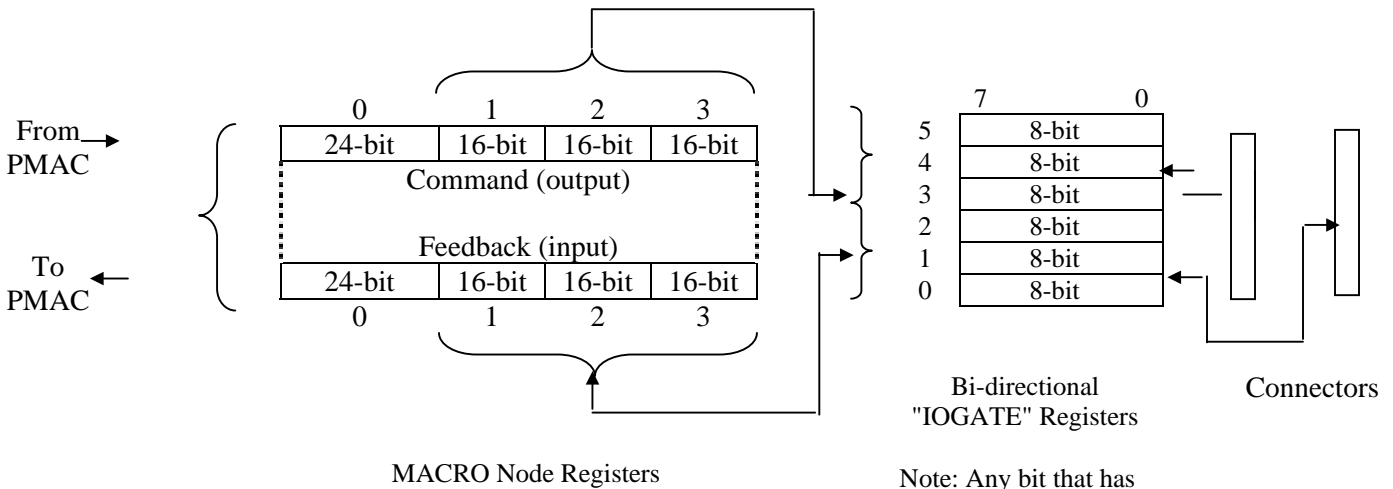 From
PMAC
To
PMAC
0 1 2 3
24-bit 16-bit 16-bit 16-bit
Command (output)
Feedback (input)
24-bit 16-bit 16-bit 16-bit
0 1 2 3
MACRO Node Registers
7 0
5 8-bit
4 8-bit
3 8-bit
2 8-bit
1 8-bit
0 8-bit
Bi-directional
"IOGATE" Registers
Connectors
Note: Any bit that has